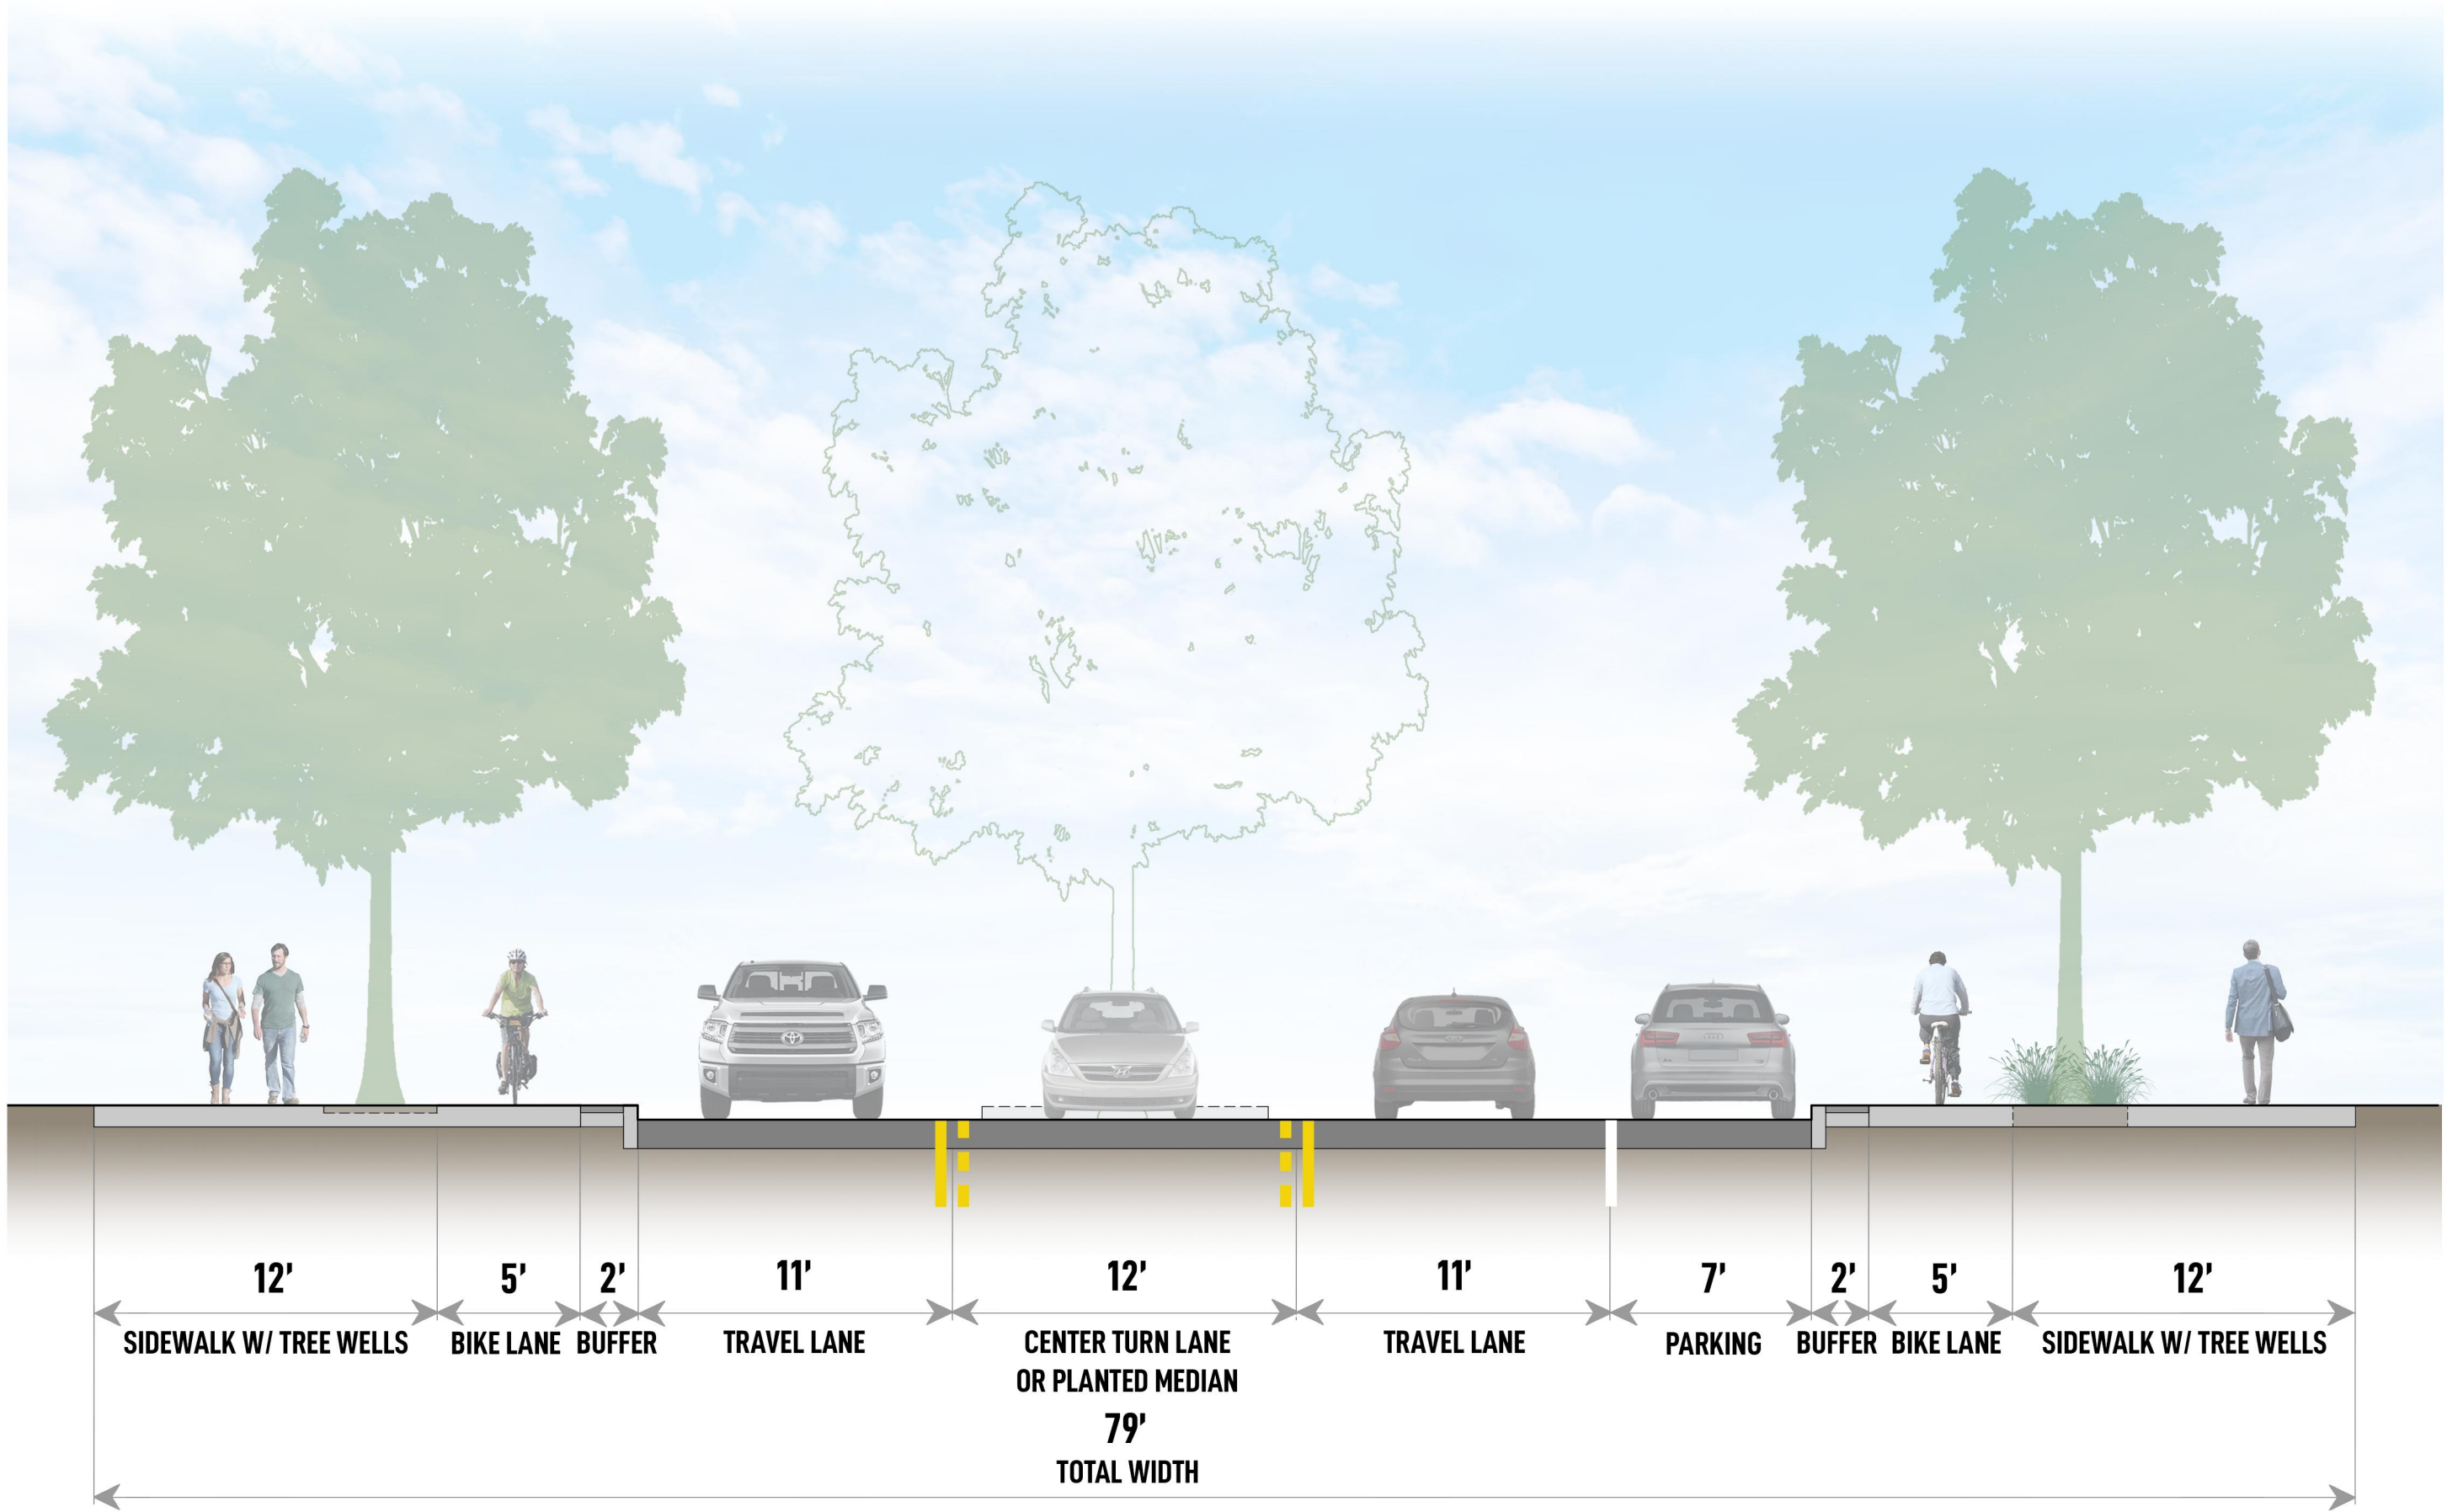 12' 5' 2' 11' 12' 11' 7' 2' 5' 12'
SIDEWALK W/ TREE WELLS BIKE LANE BUFFER TRAVEL LANE CENTER TURN LANE TRAVEL LANE PARKING BUFFER BIKE LANE SIDEWALK W/ TREE WELLS
OR PLANTED MEDIAN
79'
TOTAL WIDTH